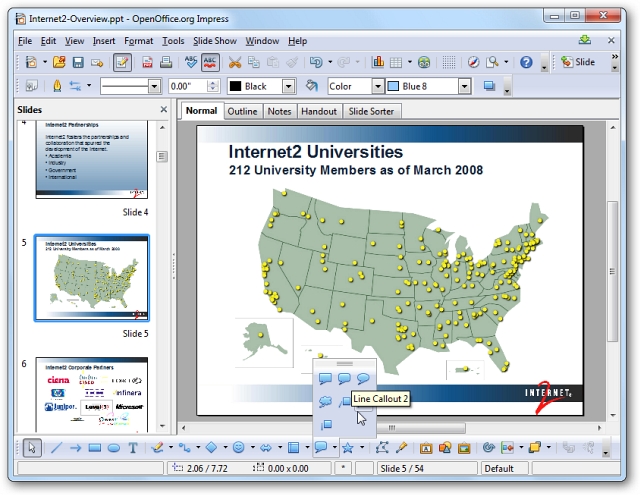 Internet2-Overview.ppt - OpenOffice.org Impress
File Edit View Insert Format Tools Slide Show Window Help
Slide
0.00" Black Color Blue 8
Slides
Normal Outline Notes Handout Slide Sorter
4
Internet2 Partnerships
Internet2 fosters the partnerships and
collaboration that spurred the
development of the Internet:
• Academia
• Industry
• Government
• International
Slide 4
5
Internet2 Universities
212 University Members as of March 2008
Slide 5
6
Internet2 Corporate Partners
ciena
CISCO
infinera
Juniper
Level(3)
Microsoft
Internet2 Universities
212 University Members as of March 2008
INTERNET
2
Line Callout 2
2.06 / 7.72 0.00 x 0.00 * Slide 5 / 54 Default